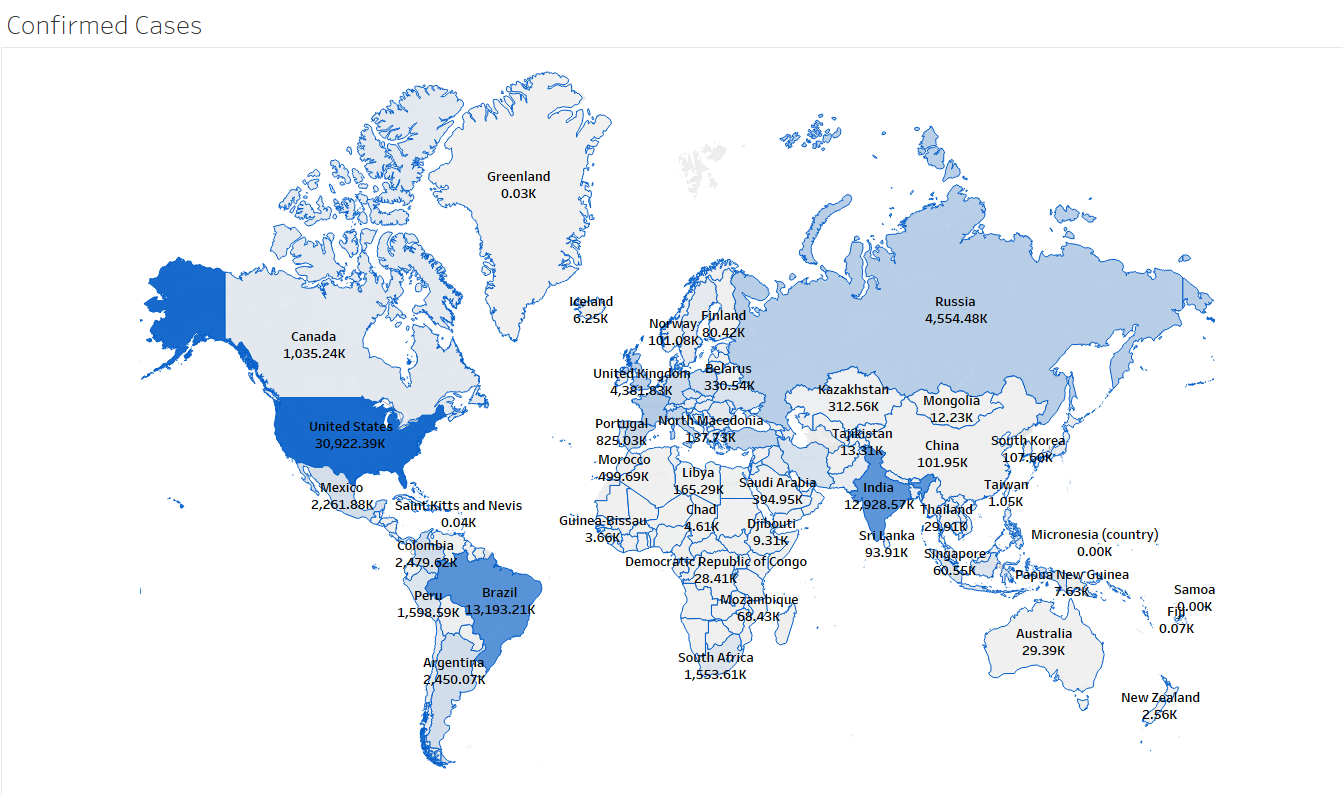 Confirmed Cases
Greenland
0.03K
Iceland
6.25K
Russia
4,554.48K
Finland
80.42K
Norway
101.08K
Canada
1,035.24K
Belarus
330.54K
United Kingdom
4,381.83K
Kazakhstan
312.56K
Mongolia
12.23K
United States
30,922.39K
Portugal
825.03K
North Macedonia
137.73K
Tajikistan
13.31K
China
101.95K
South Korea
107.60K
Morocco
499.69K
Libya
165.29K
Saudi Arabia
394.95K
Mexico
2,261.88K
India
12,928.57K
Taiwan
1.05K
Saint Kitts and Nevis
0.04K
Guinea-Bissau
3.66K
Chad
4.61K
Djibouti
9.31K
Thailand
29.91K
Sri Lanka
93.91K
Micronesia (country)
0.00K
Colombia
2,479.62K
Democratic Republic of Congo
28.41K
Singapore
60.55K
Papua New Guinea
7.63K
Peru
1,598.59K
Brazil
13,193.21K
Mozambique
68.43K
Samoa
0.00K
Fiji
0.07K
Australia
29.39K
Argentina
2,450.07K
South Africa
1,553.61K
New Zealand
2.56K